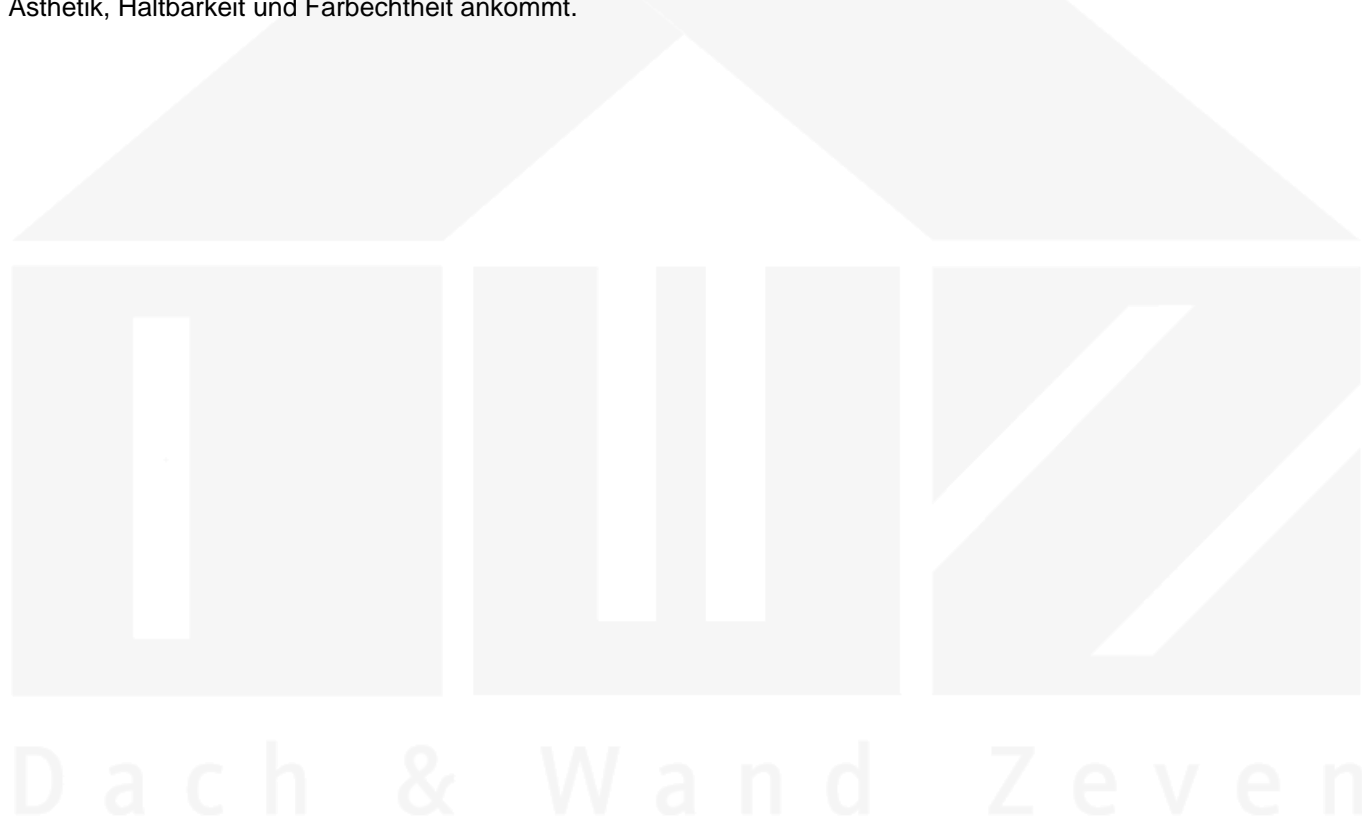 Ästhetik, Haltbarkeit und Farbechtheit ankommt.
Dach & Wand Zeven